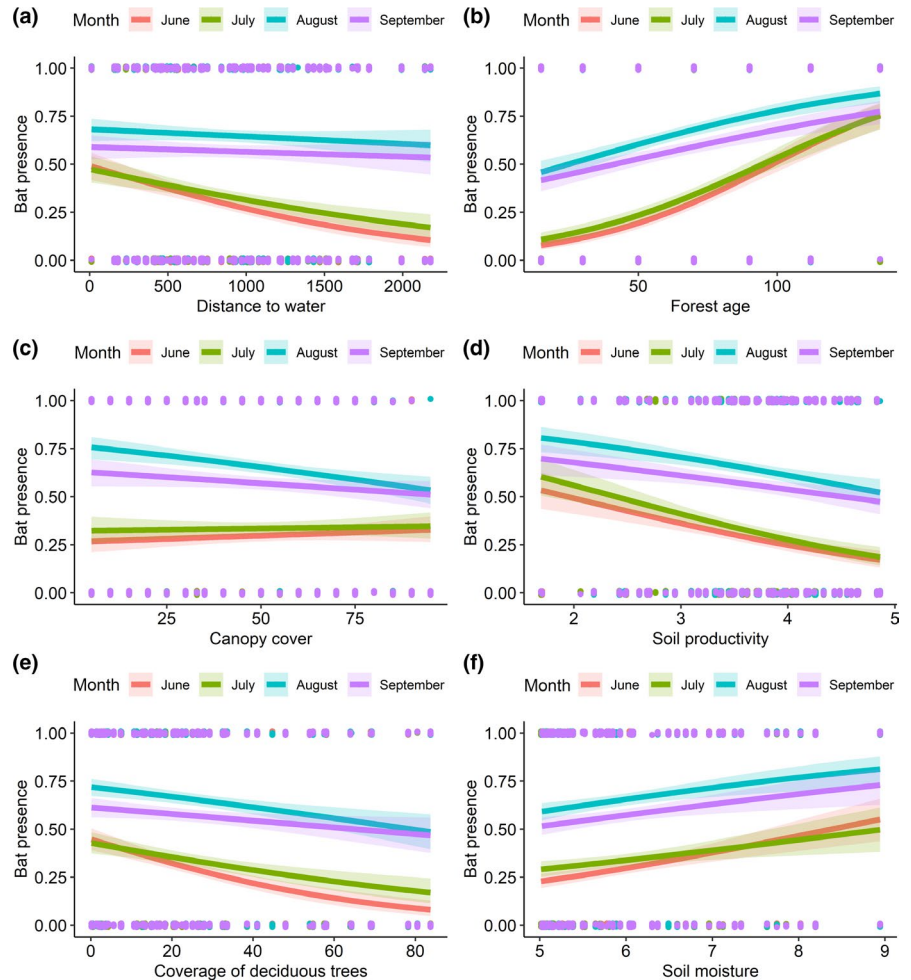 (a) Month June July August September
1.00
0.75
0.50
0.25
0.00
Bat presence
0 500 1000 1500 2000
Distance to water
(b) Month June July August September
1.00
0.75
0.50
0.25
0.00
Bat presence
50 100
Forest age
(c) Month June July August September
1.00
0.75
0.50
0.25
0.00
Bat presence
25 50 75
Canopy cover
(d) Month June July August September
1.00
0.75
0.50
0.25
0.00
Bat presence
2 3 4 5
Soil productivity
(e) Month June July August September
1.00
0.75
0.50
0.25
0.00
Bat presence
0 20 40 60 80
Coverage of deciduous trees
(f) Month June July August September
1.00
0.75
0.50
0.25
0.00
Bat presence
5 6 7 8 9
Soil moisture